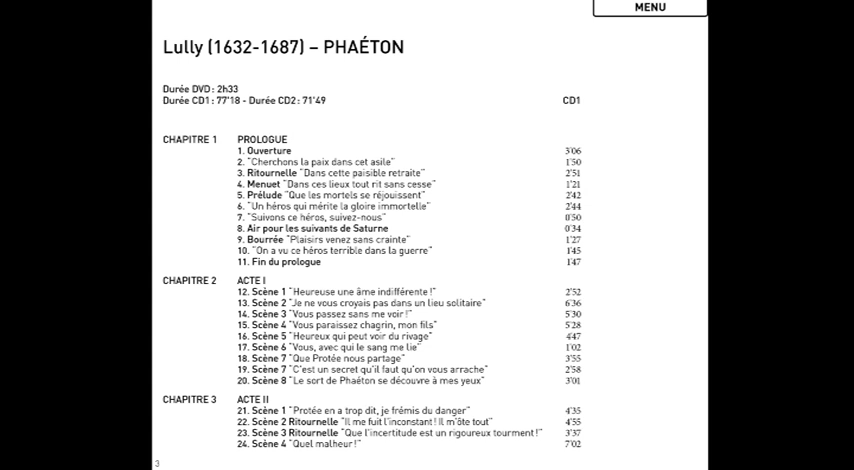 MENU
Lully (1632-1687) – PHAÉTON
Durée DVD : 2h33
Durée CD1 : 77'18 - Durée CD2 : 71'49 CD1
CHAPITRE 1 PROLOGUE
1. Ouverture 3'06
2. "Cherchons la paix dans cet asile" 1'50
3. Ritournelle "Dans cette paisible retraite" 2'51
4. Menuet "Dans ces lieux tout rit sans cesse" 1'21
5. Prélude "Que les mortels se réjouissent" 2'42
6. "Un héros qui mérite la gloire immortelle" 2'44
7. "Suivons ce héros, suivez-nous" 0'50
8. Air pour les suivants de Saturne 0'34
9. Bourrée "Plaisirs venez sans crainte" 1'27
10. "On a vu ce héros terrible dans la guerre" 1'45
11. Fin du prologue 1'47
CHAPITRE 2 ACTE I
12. Scène 1 "Heureuse une âme indifférente !" 2'52
13. Scène 2 "Je ne vous croyais pas dans un lieu solitaire" 6'36
14. Scène 3 "Vous passez sans me voir !" 5'30
15. Scène 4 "Vous paraissez chagrin, mon fils" 5'28
16. Scène 5 "Heureux qui peut voir du rivage" 4'47
17. Scène 6 "Vous, avec qui le sang me lie" 1'02
18. Scène 7 "Que Protée nous partage" 3'55
19. Scène 7 "C'est un secret qu'il faut qu'on vous arrache" 2'58
20. Scène 8 "Le sort de Phaéton se découvre à mes yeux" 3'01
CHAPITRE 3 ACTE II
21. Scène 1 "Protée en a trop dit, je frémis du danger" 4'35
22. Scène 2 Ritournelle "Il me fuit l'inconstant ! Il m'ôte tout" 4'55
23. Scène 3 Ritournelle "Que l'incertitude est un rigoureux tourment !" 3'37
24. Scène 4 "Quel malheur !" 7'02
3